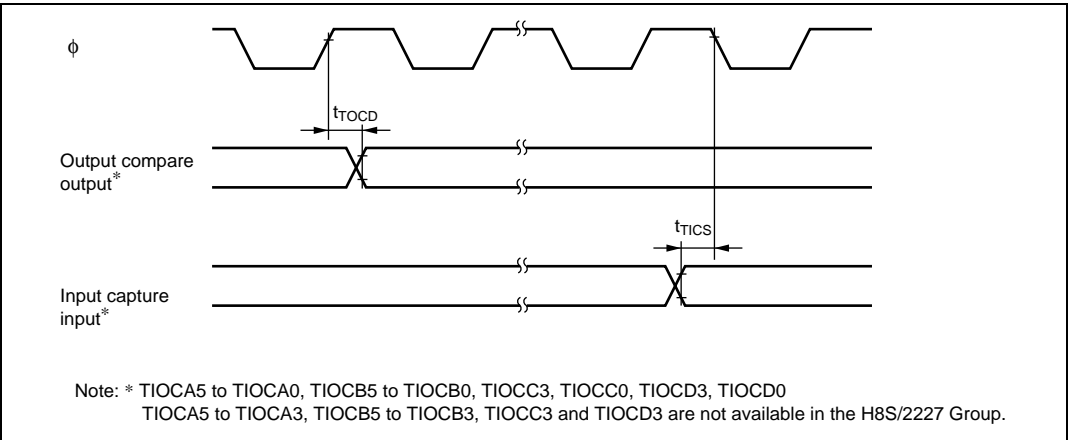 ϕ
tTOCD
Output compare
output*
tTICS
Input capture
input*
Note: * TIOCA5 to TIOCA0, TIOCB5 to TIOCB0, TIOCC3, TIOCC0, TIOCD3, TIOCD0
TIOCA5 to TIOCA3, TIOCB5 to TIOCB3, TIOCC3 and TIOCD3 are not available in the H8S/2227 Group.